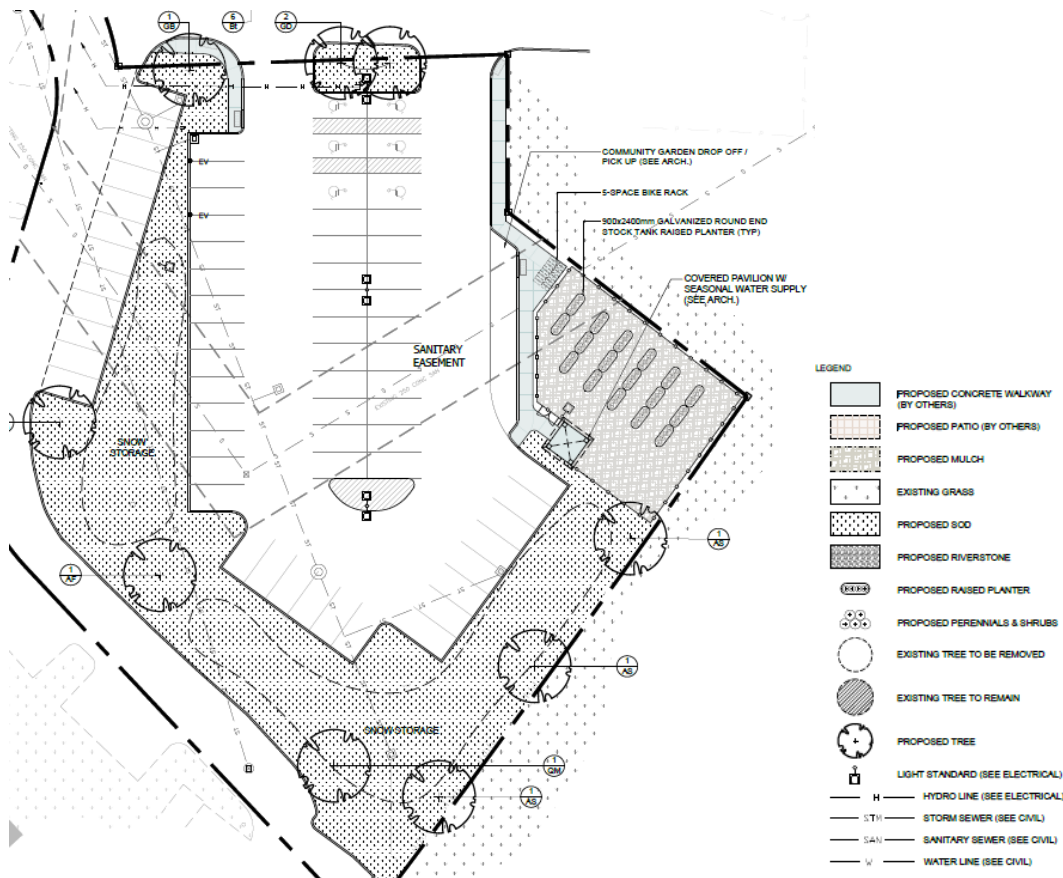 1
GB
5
Bt
2
GD
H
H
H
H
EV
EV
COMMUNITY GARDEN DROP OFF /
PICK UP (SEE ARCH.)
5-SPACE BIKE RACK
900x2400mm GALVANIZED ROUND END
STOCK TANK RAISED PLANTER (TYP)
COVERED PAVILION W/
SEASONAL WATER SUPPLY
(SEE ARCH.)
SANITARY
EASEMENT
SNOW
STORAGE
1
AS
1
AF
1
AS
SNOW STORAGE
1
QM
1
AS
LEGEND
PROPOSED CONCRETE WALKWAY
(BY OTHERS)
PROPOSED PATIO (BY OTHERS)
PROPOSED MULCH
EXISTING GRASS
PROPOSED SOD
PROPOSED RIVERSTONE
PROPOSED RAISED PLANTER
PROPOSED PERENNIALS & SHRUBS
EXISTING TREE TO BE REMOVED
EXISTING TREE TO REMAIN
PROPOSED TREE
LIGHT STANDARD (SEE ELECTRICAL)
H HYDRO LINE (SEE ELECTRICAL)
STM STORM SEWER (SEE CIVIL)
SAN SANITARY SEWER (SEE CIVIL)
W WATER LINE (SEE CIVIL)